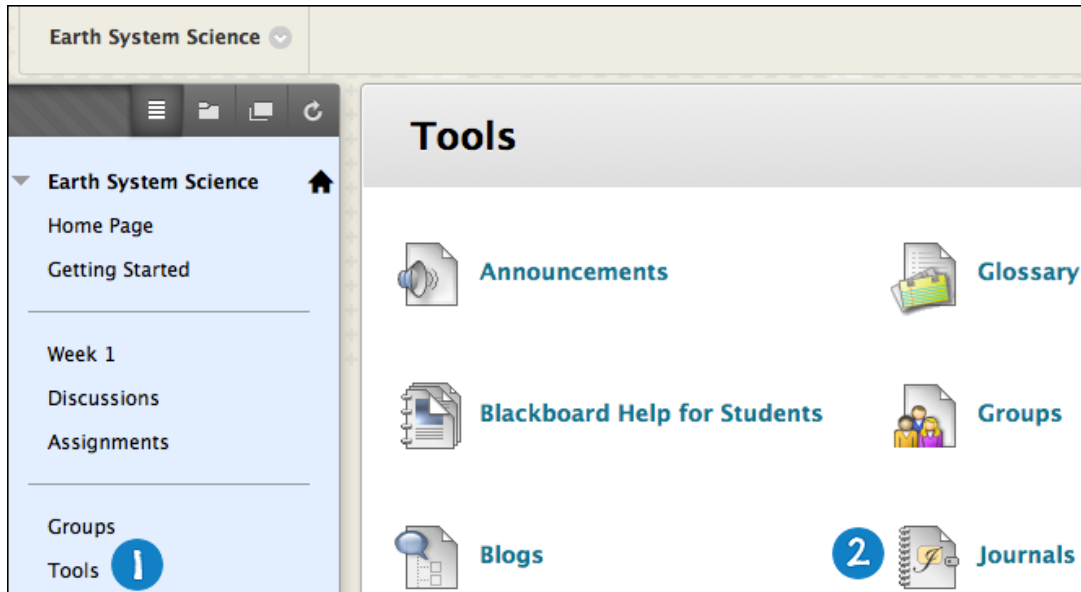 Earth System Science
Tools
Earth System Science
Home Page
Getting Started
Week 1
Discussions
Assignments
Groups
Tools 1
Announcements
Glossary
Blackboard Help for Students
Groups
Blogs
2 Journals